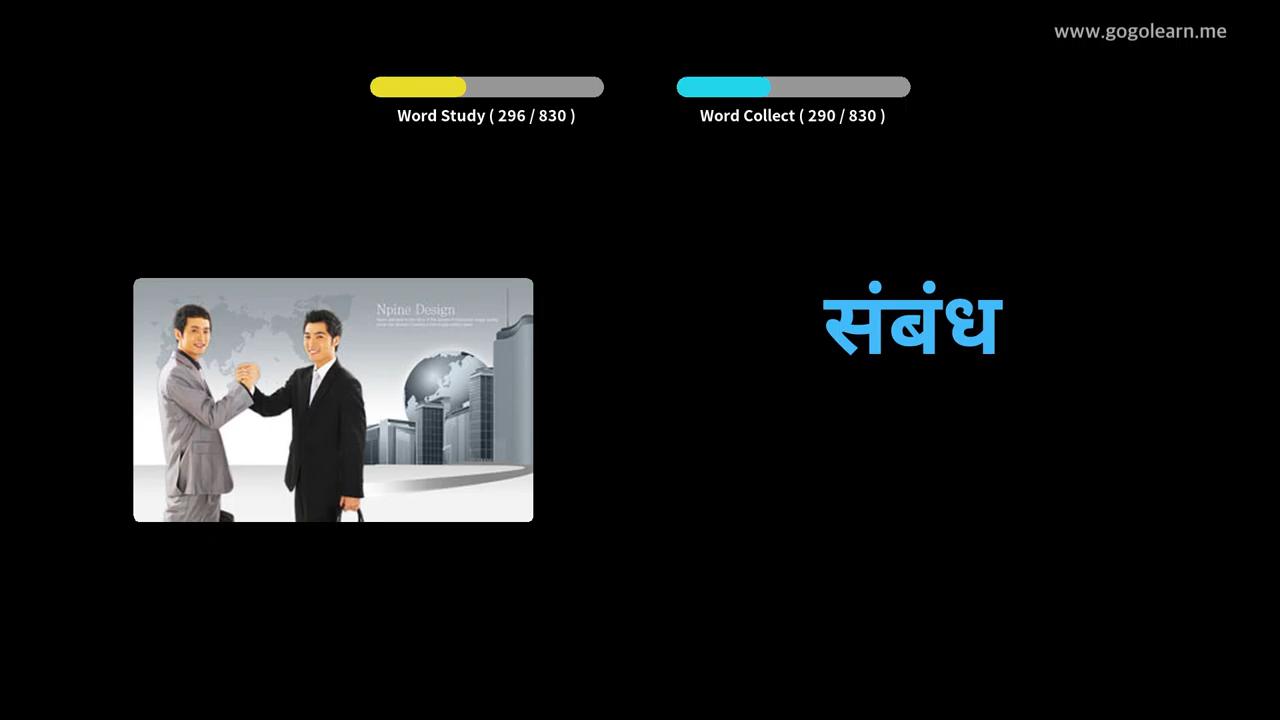 www.gogolearn.me
Word Study ( 296 / 830 )
Word Collect ( 290 / 830 )
Npine Design
संबंध